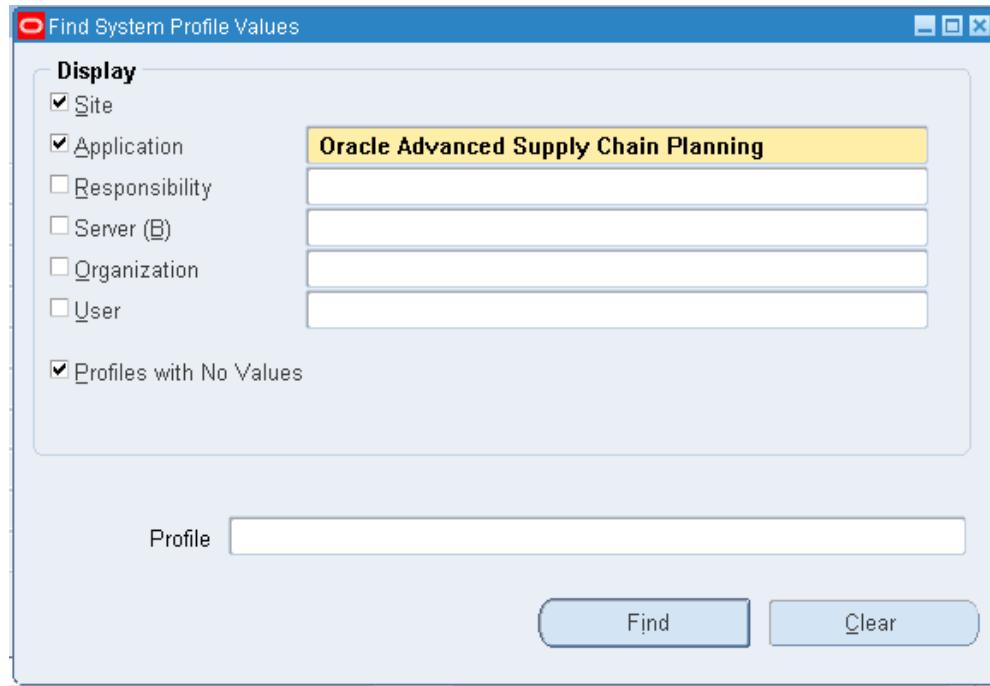 Find System Profile Values
Display
Site
Application Oracle Advanced Supply Chain Planning
Responsibility
Server (B)
Organization
User
Profiles with No Values
Profile
Find Clear